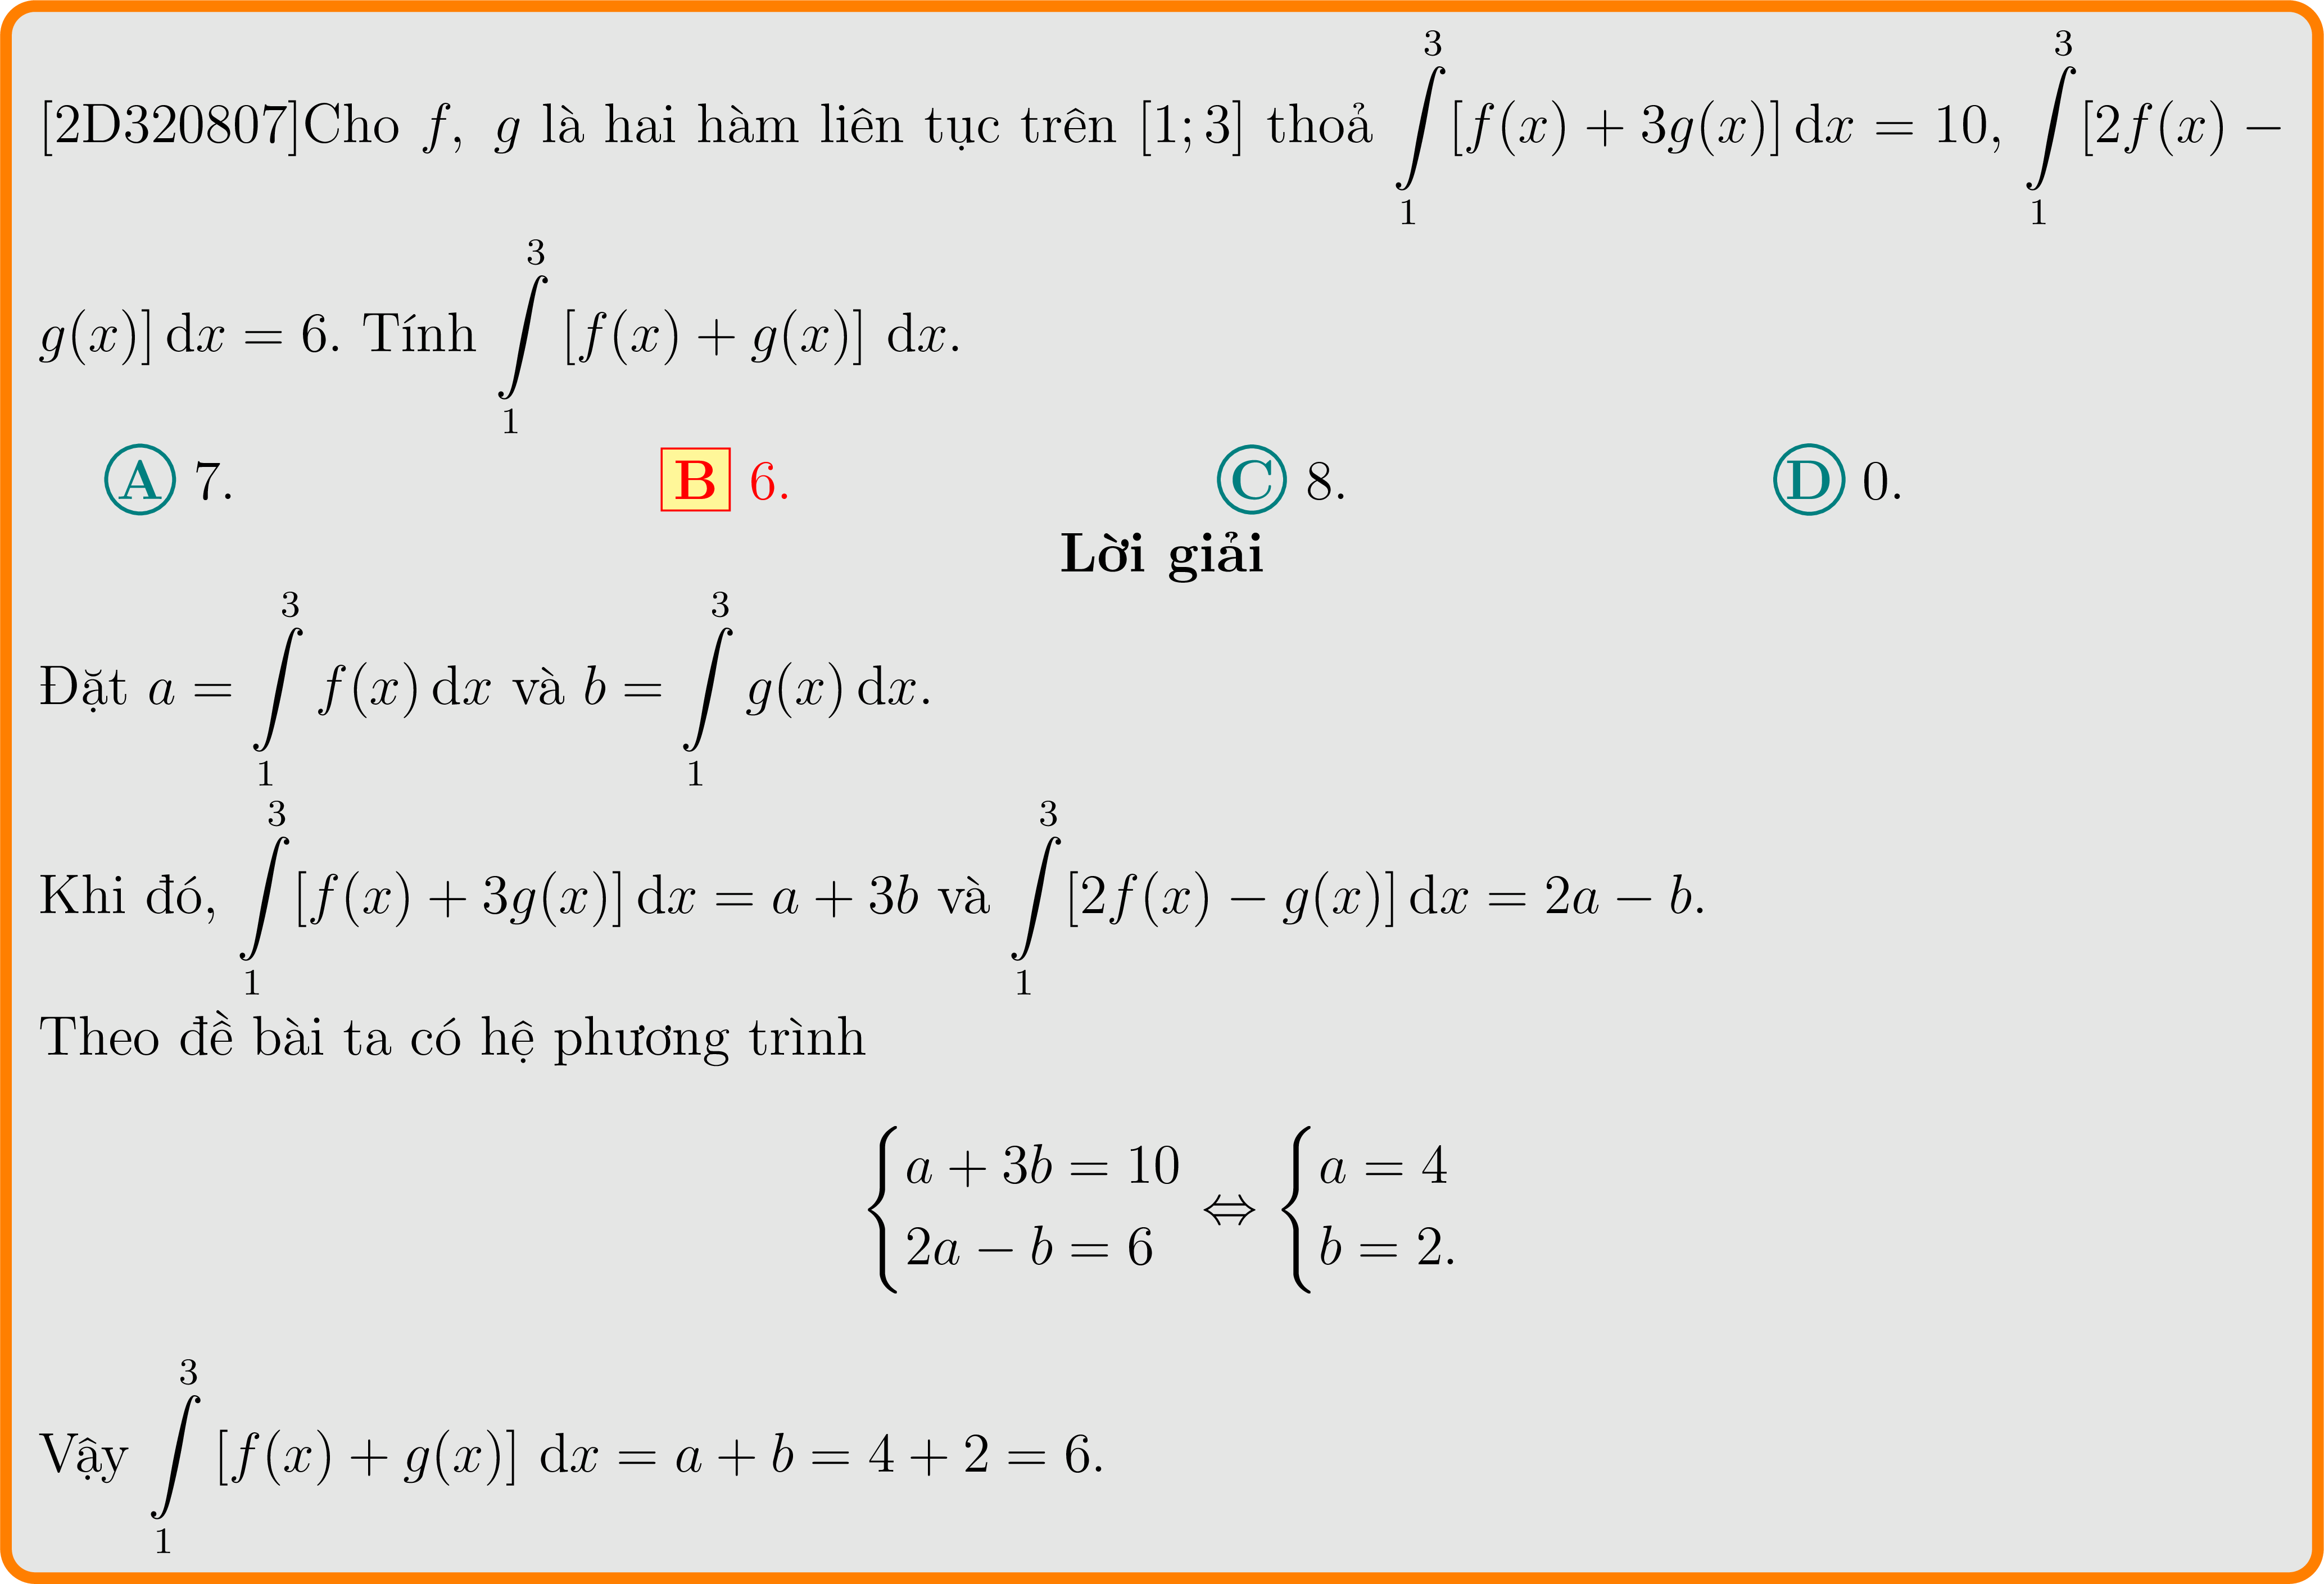 [2D320807]Cho $f,\ g$ là hai hàm liên tục trên $[1;3]$ thoả $\int\limits_1^3 [f(x)+3g(x)]\,\mathrm{d}x = 10$, $\int\limits_1^3 [2f(x)-$
$g(x)]\,\mathrm{d}x = 6$. Tính $\int\limits_1^3 [f(x)+g(x)]\ \mathrm{d}x$.
A 7. B 6. C 8. D 0.
Lời giải
Đặt $a = \int\limits_1^3 f(x)\,\mathrm{d}x$ và $b = \int\limits_1^3 g(x)\,\mathrm{d}x$.
Khi đó, $\int\limits_1^3 [f(x)+3g(x)]\,\mathrm{d}x = a+3b$ và $\int\limits_1^3 [2f(x)-g(x)]\,\mathrm{d}x = 2a-b$.
Theo đề bài ta có hệ phương trình
$\begin{cases} a+3b=10 \\ 2a-b=6 \end{cases} \Leftrightarrow \begin{cases} a=4 \\ b=2. \end{cases}$
Vậy $\int\limits_1^3 [f(x)+g(x)]\ \mathrm{d}x = a+b = 4+2 = 6$.